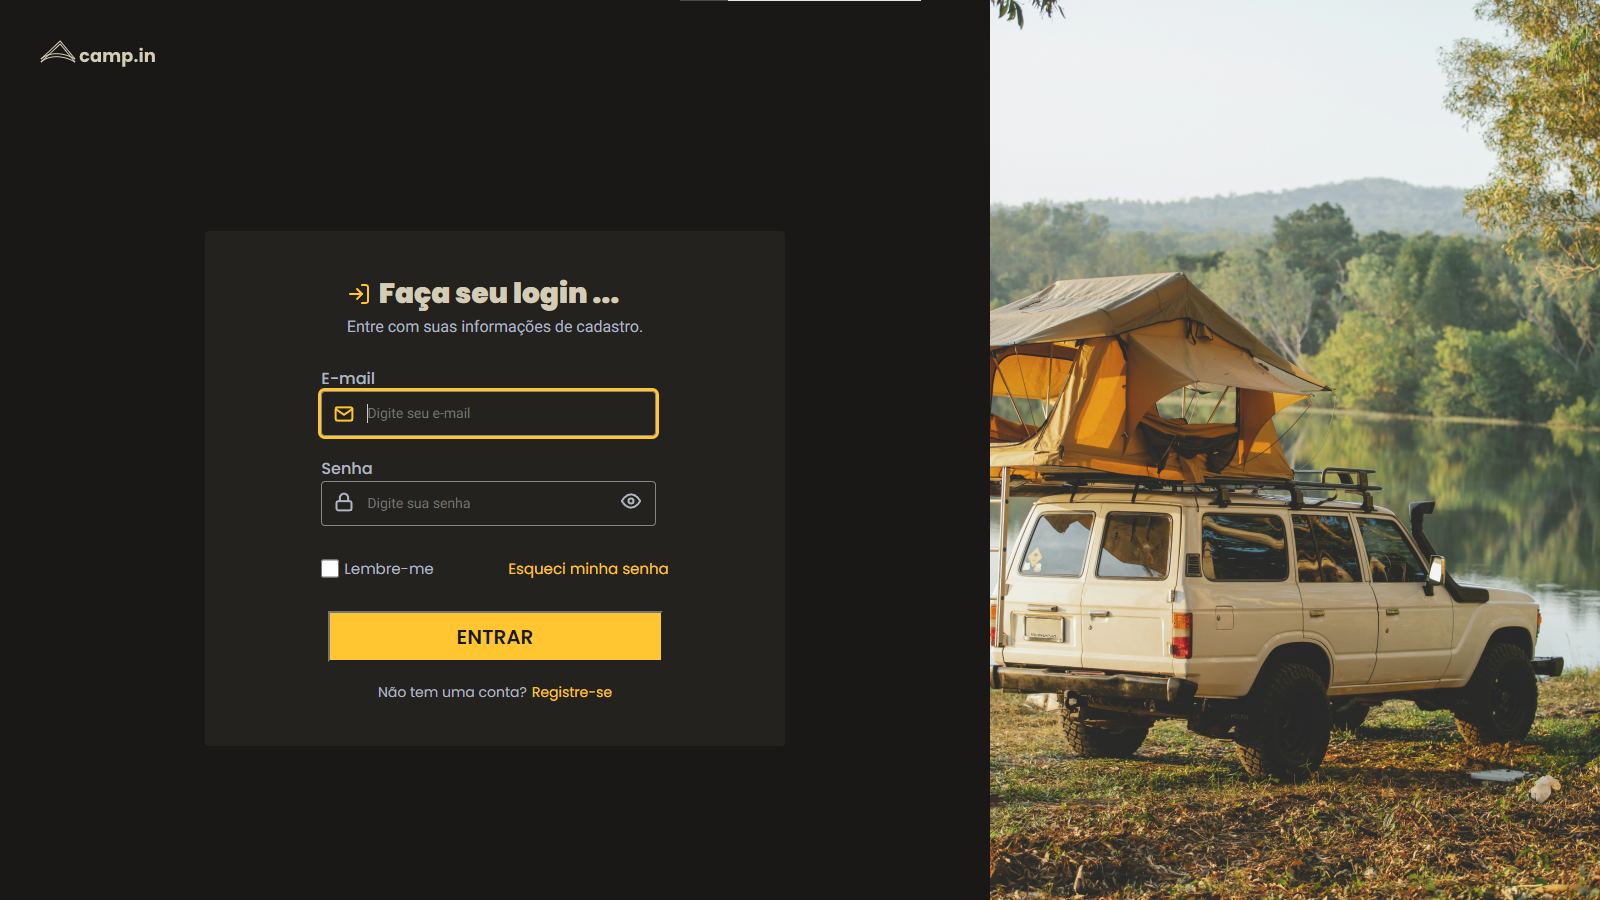 camp.in
Faça seu login ...
Entre com suas informações de cadastro.
E-mail
Digite seu e-mail
Senha
Digite sua senha
Lembre-me Esqueci minha senha
ENTRAR
Não tem uma conta? Registre-se